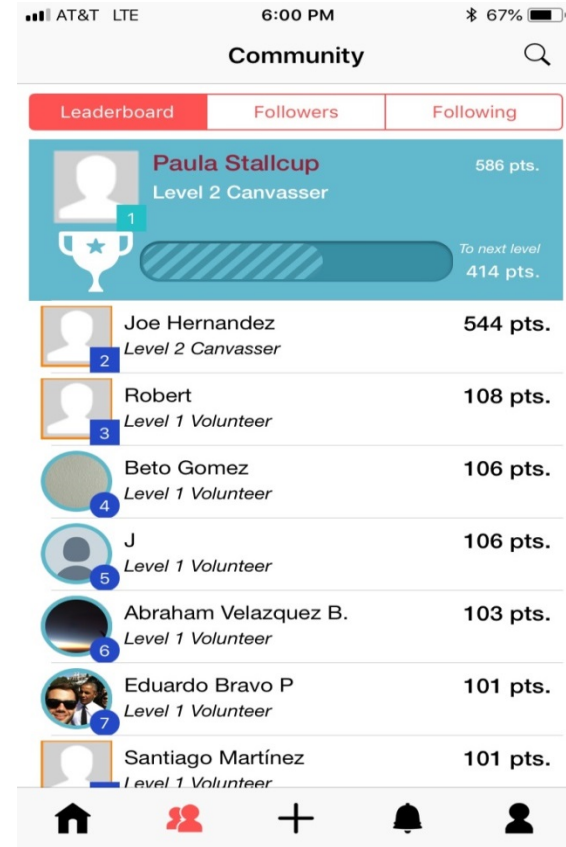 AT&T LTE 6:00 PM 67%
Community
Leaderboard Followers Following
Paula Stallcup 586 pts.
Level 2 Canvasser
1
To next level
414 pts.
Joe Hernandez 544 pts.
Level 2 Canvasser
2
Robert 108 pts.
Level 1 Volunteer
3
Beto Gomez 106 pts.
Level 1 Volunteer
4
J 106 pts.
Level 1 Volunteer
5
Abraham Velazquez B. 103 pts.
Level 1 Volunteer
6
Eduardo Bravo P 101 pts.
Level 1 Volunteer
7
Santiago Martínez 101 pts.
Level 1 Volunteer